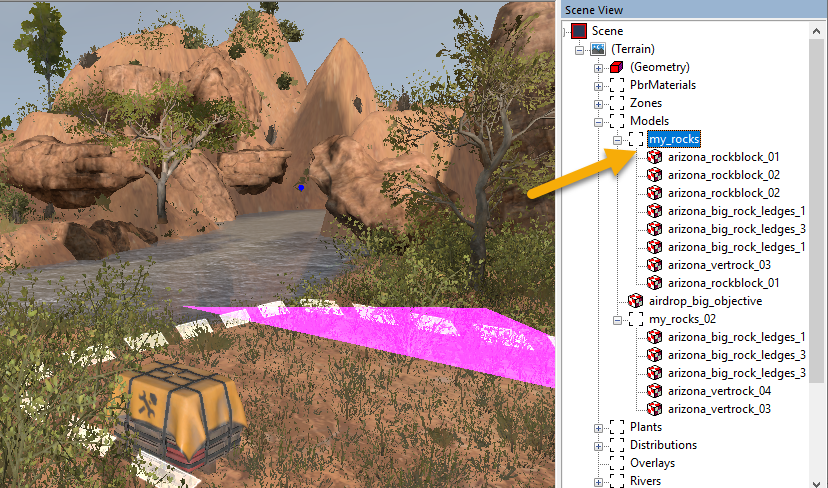 Scene View
Scene
(Terrain)
(Geometry)
PbrMaterials
Zones
Models
my_rocks
arizona_rockblock_01
arizona_rockblock_02
arizona_rockblock_02
arizona_big_rock_ledges_1
arizona_big_rock_ledges_3
arizona_big_rock_ledges_1
arizona_vertrock_03
arizona_rockblock_01
airdrop_big_objective
my_rocks_02
arizona_big_rock_ledges_1
arizona_big_rock_ledges_3
arizona_big_rock_ledges_3
arizona_vertrock_04
arizona_vertrock_03
Plants
Distributions
Overlays
Rivers